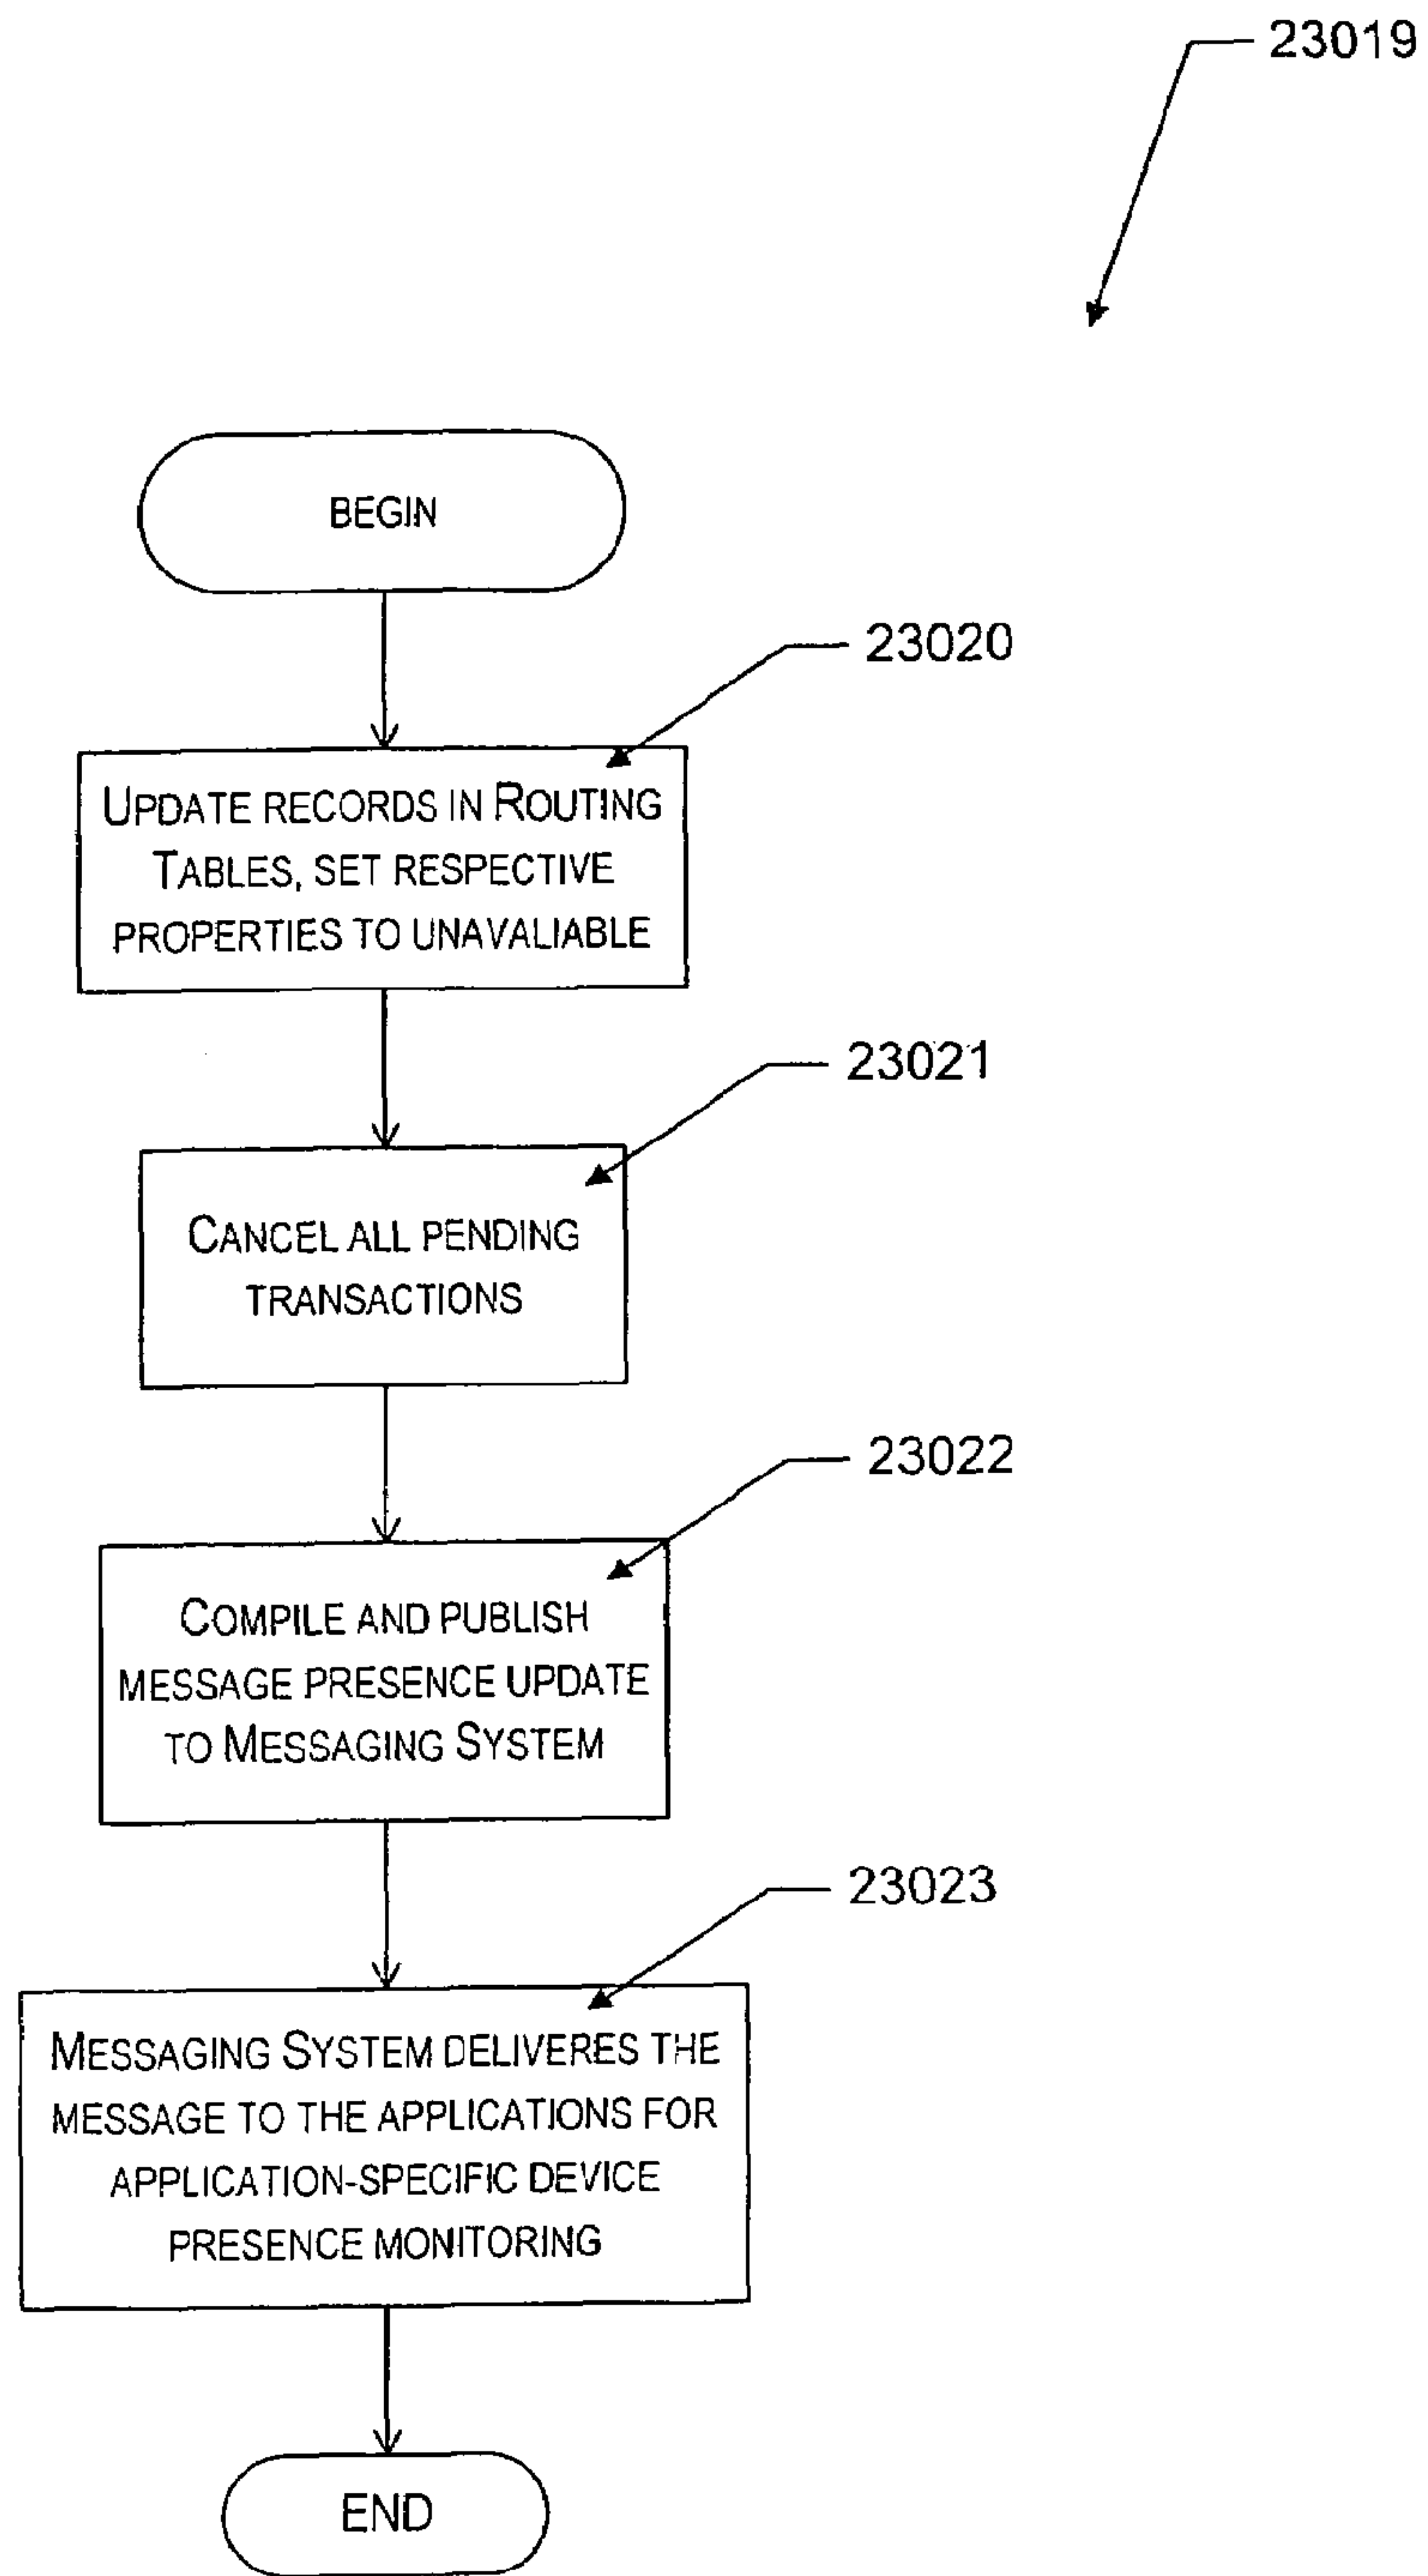 23019
BEGIN
23020
UPDATE RECORDS IN ROUTING
TABLES, SET RESPECTIVE
PROPERTIES TO UNAVALIABLE
23021
CANCEL ALL PENDING
TRANSACTIONS
23022
COMPILE AND PUBLISH
MESSAGE PRESENCE UPDATE
TO MESSAGING SYSTEM
23023
MESSAGING SYSTEM DELIVERES THE
MESSAGE TO THE APPLICATIONS FOR
APPLICATION-SPECIFIC DEVICE
PRESENCE MONITORING
END